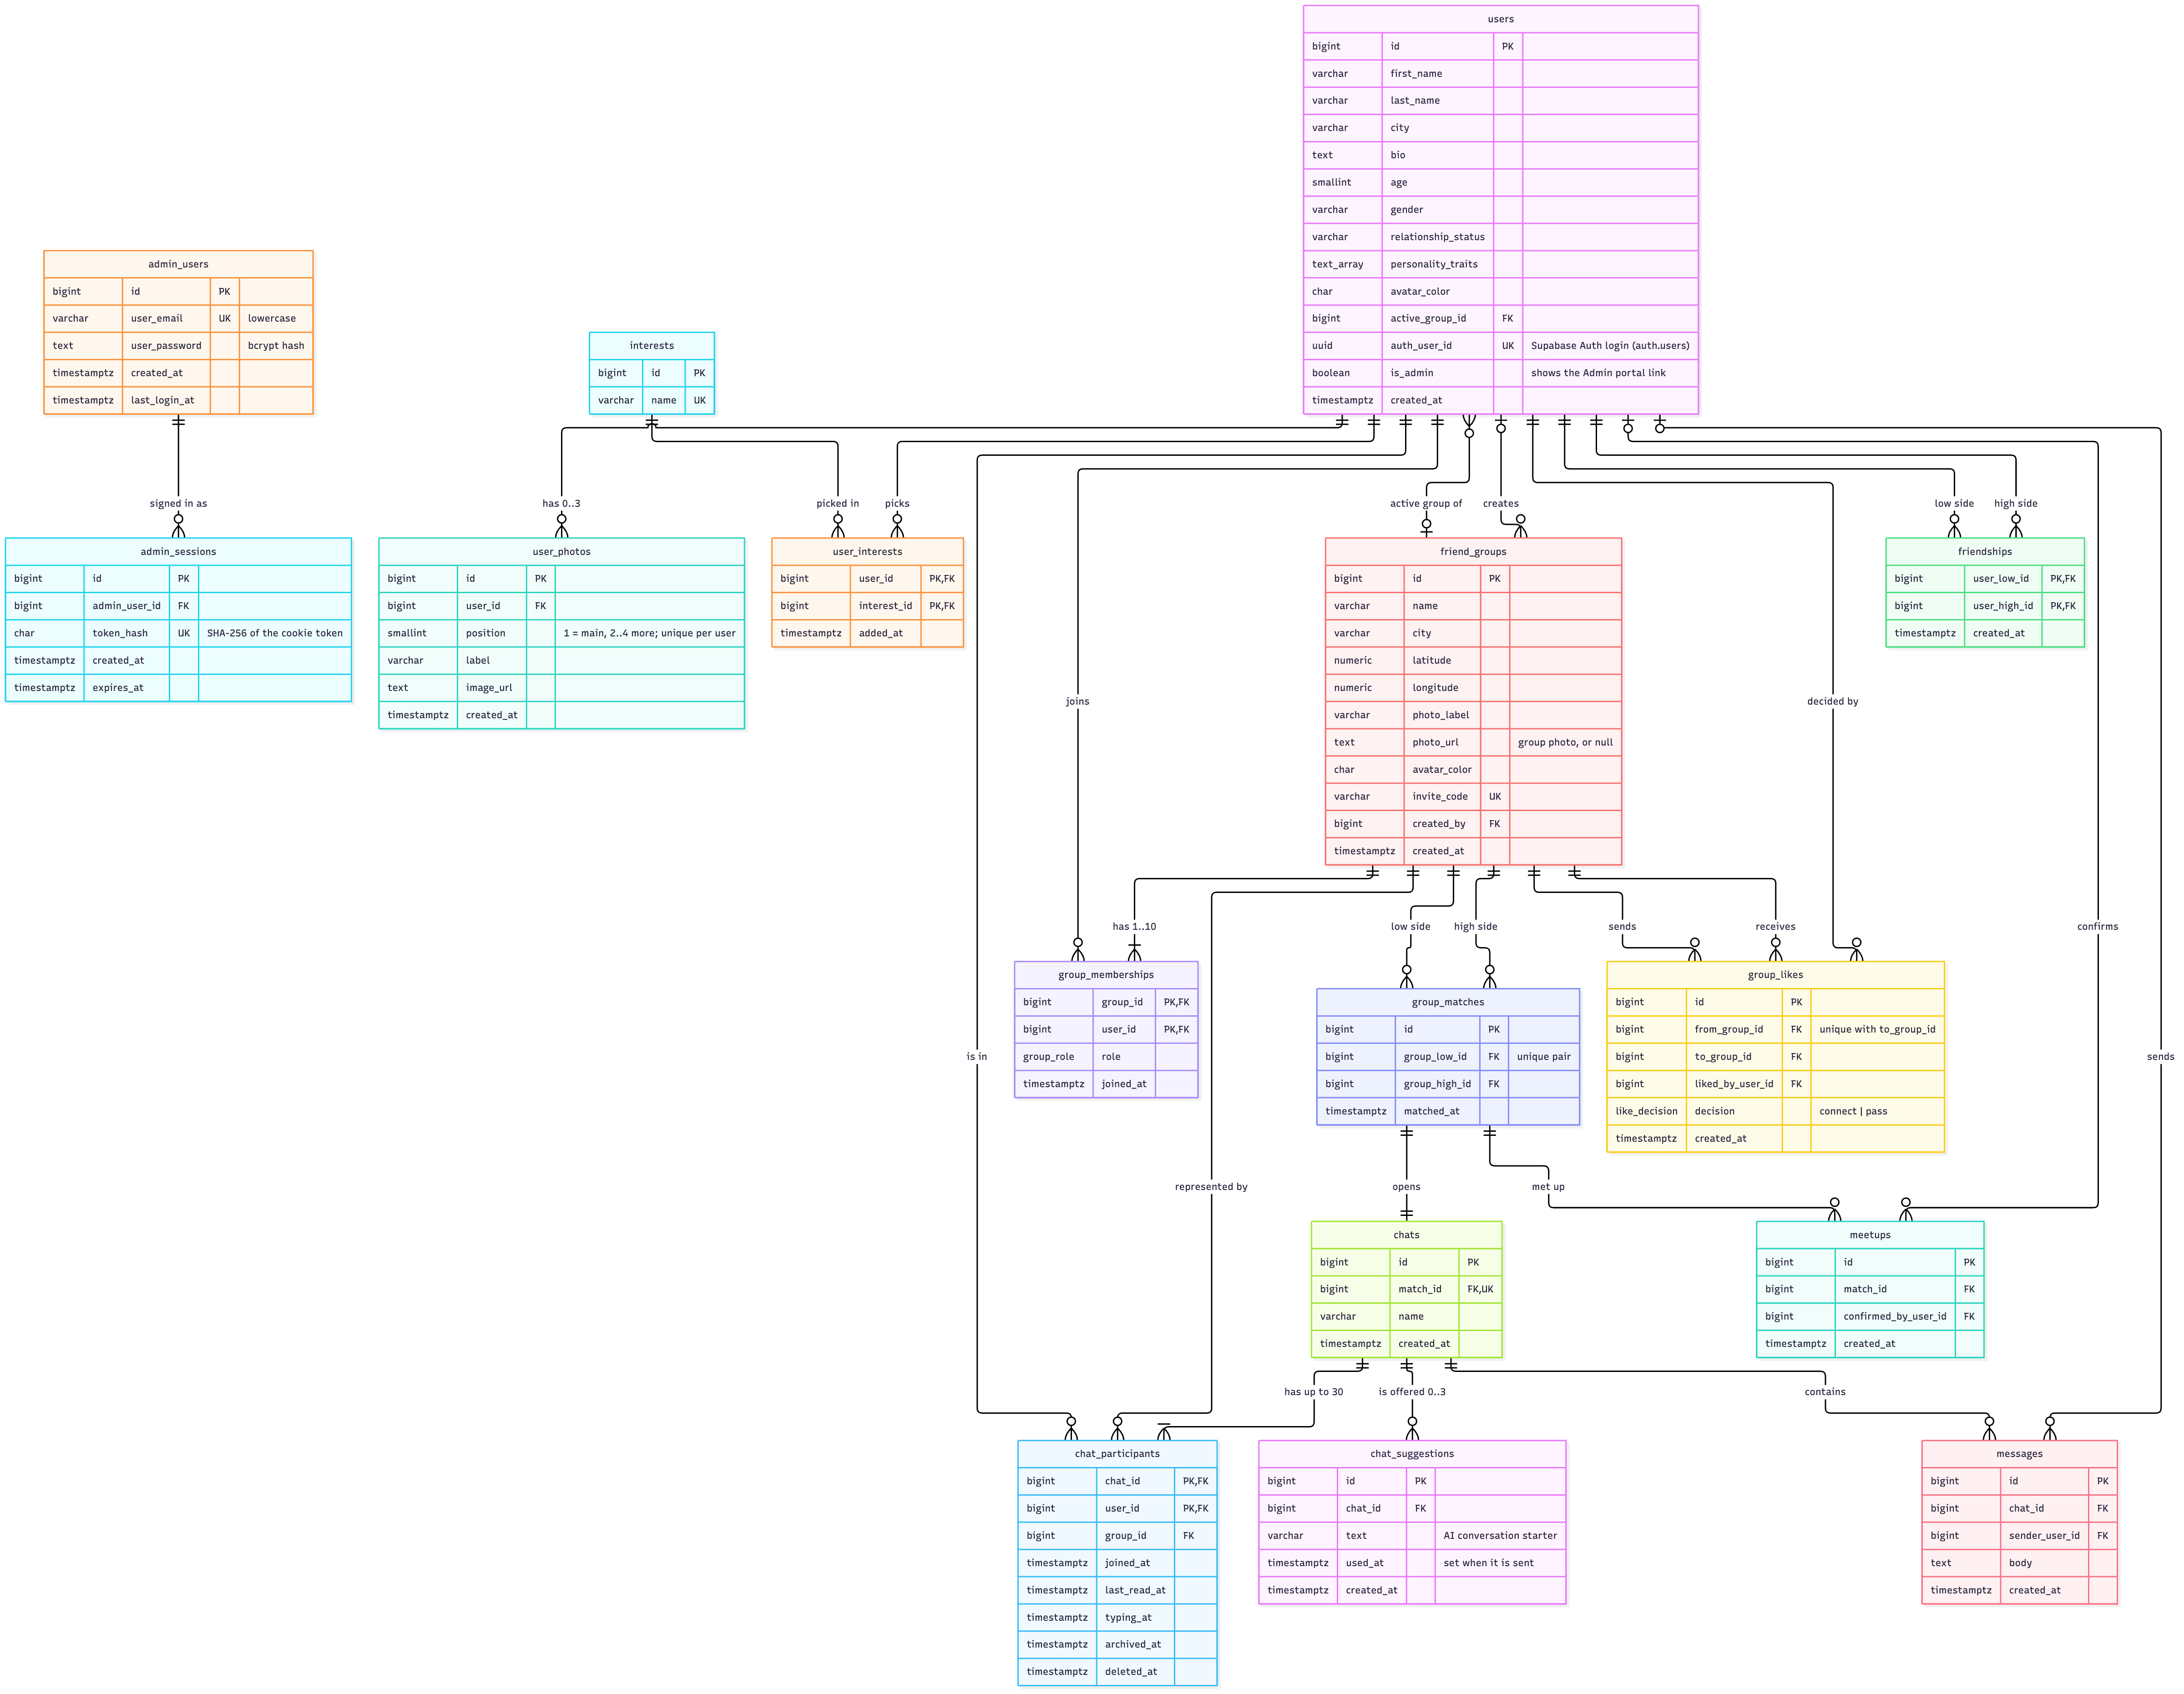 users
bigint id PK
varchar first_name
varchar last_name
varchar city
text bio
smallint age
varchar gender
varchar relationship_status
text_array personality_traits
char avatar_color
bigint active_group_id FK
uuid auth_user_id UK Supabase Auth login (auth.users)
boolean is_admin shows the Admin portal link
timestamptz created_at
admin_users
bigint id PK
varchar user_email UK lowercase
text user_password bcrypt hash
timestamptz created_at
timestamptz last_login_at
interests
bigint id PK
varchar name UK
signed in as
has 0..3
picked in
picks
active group of
creates
low side
high side
admin_sessions
bigint id PK
bigint admin_user_id FK
char token_hash UK SHA-256 of the cookie token
timestamptz created_at
timestamptz expires_at
user_photos
bigint id PK
bigint user_id FK
smallint position 1 = main, 2..4 more; unique per user
varchar label
text image_url
timestamptz created_at
user_interests
bigint user_id PK,FK
bigint interest_id PK,FK
timestamptz added_at
friend_groups
bigint id PK
varchar name
varchar city
numeric latitude
numeric longitude
varchar photo_label
text photo_url group photo, or null
char avatar_color
varchar invite_code UK
bigint created_by FK
timestamptz created_at
friendships
bigint user_low_id PK,FK
bigint user_high_id PK,FK
timestamptz created_at
joins
decided by
has 1..10
low side
high side
sends
receives
confirms
group_memberships
bigint group_id PK,FK
bigint user_id PK,FK
group_role role
timestamptz joined_at
group_matches
bigint id PK
bigint group_low_id FK unique pair
bigint group_high_id FK
timestamptz matched_at
group_likes
bigint id PK
bigint from_group_id FK unique with to_group_id
bigint to_group_id FK
bigint liked_by_user_id FK
like_decision decision connect | pass
timestamptz created_at
is in
sends
represented by
opens
met up
chats
bigint id PK
bigint match_id FK,UK
varchar name
timestamptz created_at
meetups
bigint id PK
bigint match_id FK
bigint confirmed_by_user_id FK
timestamptz created_at
has up to 30
is offered 0..3
contains
chat_participants
bigint chat_id PK,FK
bigint user_id PK,FK
bigint group_id FK
timestamptz joined_at
timestamptz last_read_at
timestamptz typing_at
timestamptz archived_at
timestamptz deleted_at
chat_suggestions
bigint id PK
bigint chat_id FK
varchar text AI conversation starter
timestamptz used_at set when it is sent
timestamptz created_at
messages
bigint id PK
bigint chat_id FK
bigint sender_user_id FK
text body
timestamptz created_at